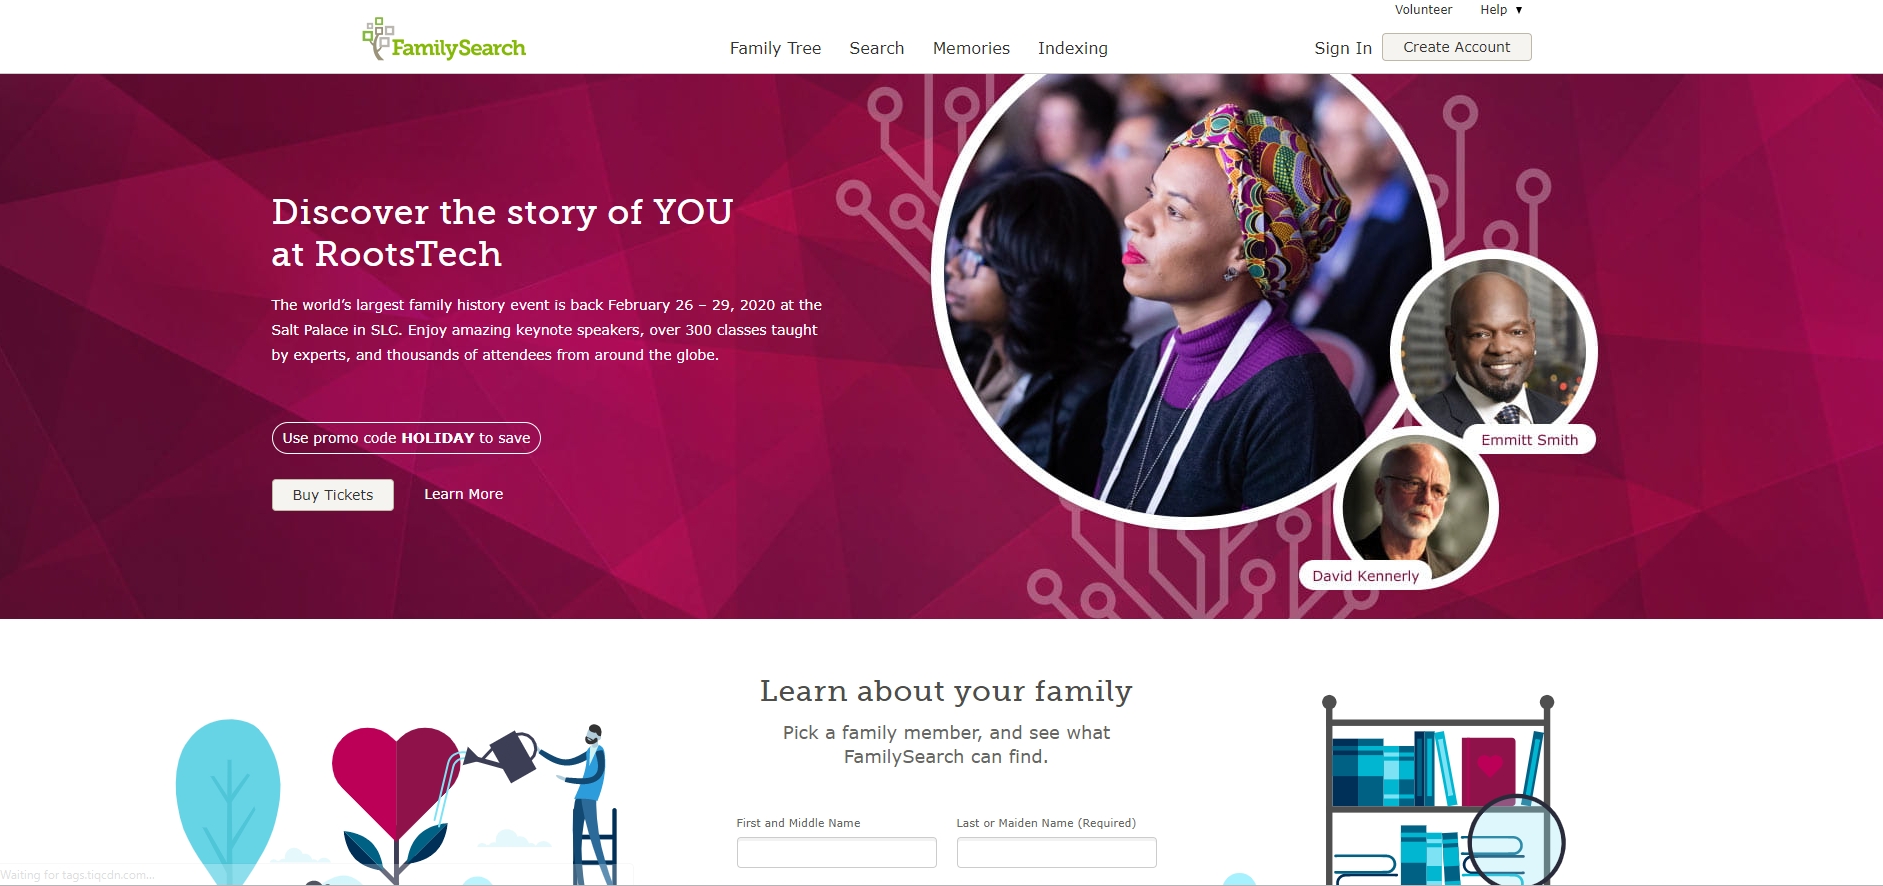 Volunteer Help ▼
FamilySearch
Family Tree Search Memories Indexing
Sign In Create Account
Discover the story of YOU
at RootsTech
The world’s largest family history event is back February 26 – 29, 2020 at the
Salt Palace in SLC. Enjoy amazing keynote speakers, over 300 classes taught
by experts, and thousands of attendees from around the globe.
Use promo code HOLIDAY to save
Buy Tickets Learn More
Emmitt Smith
David Kennerly
Learn about your family
Pick a family member, and see what
FamilySearch can find.
First and Middle Name Last or Maiden Name (Required)
Waiting for tags.tiqcdn.com...